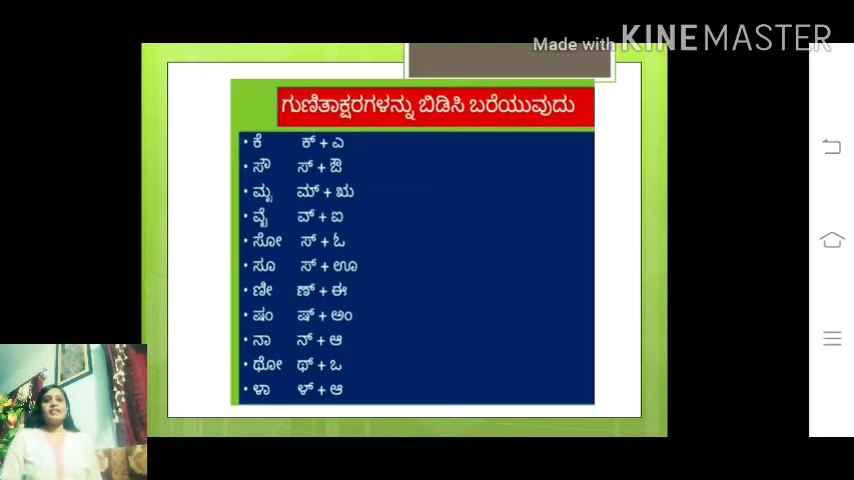 Made with KINEMASTER
ಗುಣಿತಾಕ್ಷರಗಳನ್ನು ಬಿಡಿಸಿ ಬರೆಯುವುದು
• ಕೆ ಕ್ + ಎ
• ಸೌ ಸ್ + ಔ
• ಮೃ ಮ್ + ಋ
• ವೈ ವ್ + ಐ
• ಸೋ ಸ್ + ಓ
• ಸೂ ಸ್ + ಊ
• ಣೀ ಣ್ + ಈ
• ಷಂ ಷ್ + ಅಂ
• ನಾ ನ್ + ಆ
• ಥೋ ಥ್ + ಒ
• ಳಾ ಳ್ + ಆ